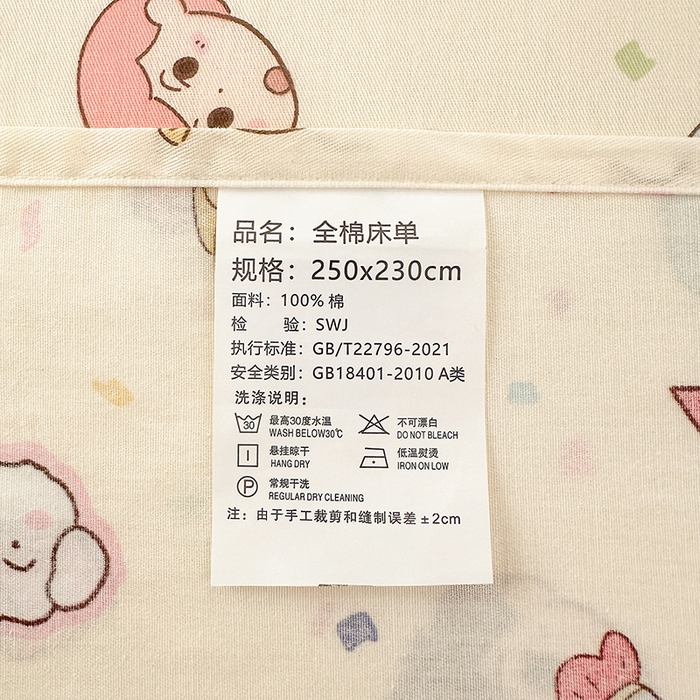 品名：全棉床单
规格：250x230cm
面料：100% 棉
检 验：SWJ
执行标准：GB/T22796-2021
安全类别：GB18401-2010 A类
洗涤说明：
30 最高30度水温 不可漂白
WASH BELOW30℃ DO NOT BLEACH
悬挂晾干 低温熨烫
HANG DRY IRON ON LOW
P 常规干洗
REGULAR DRY CLEANING
注：由于手工裁剪和缝制误差±2cm